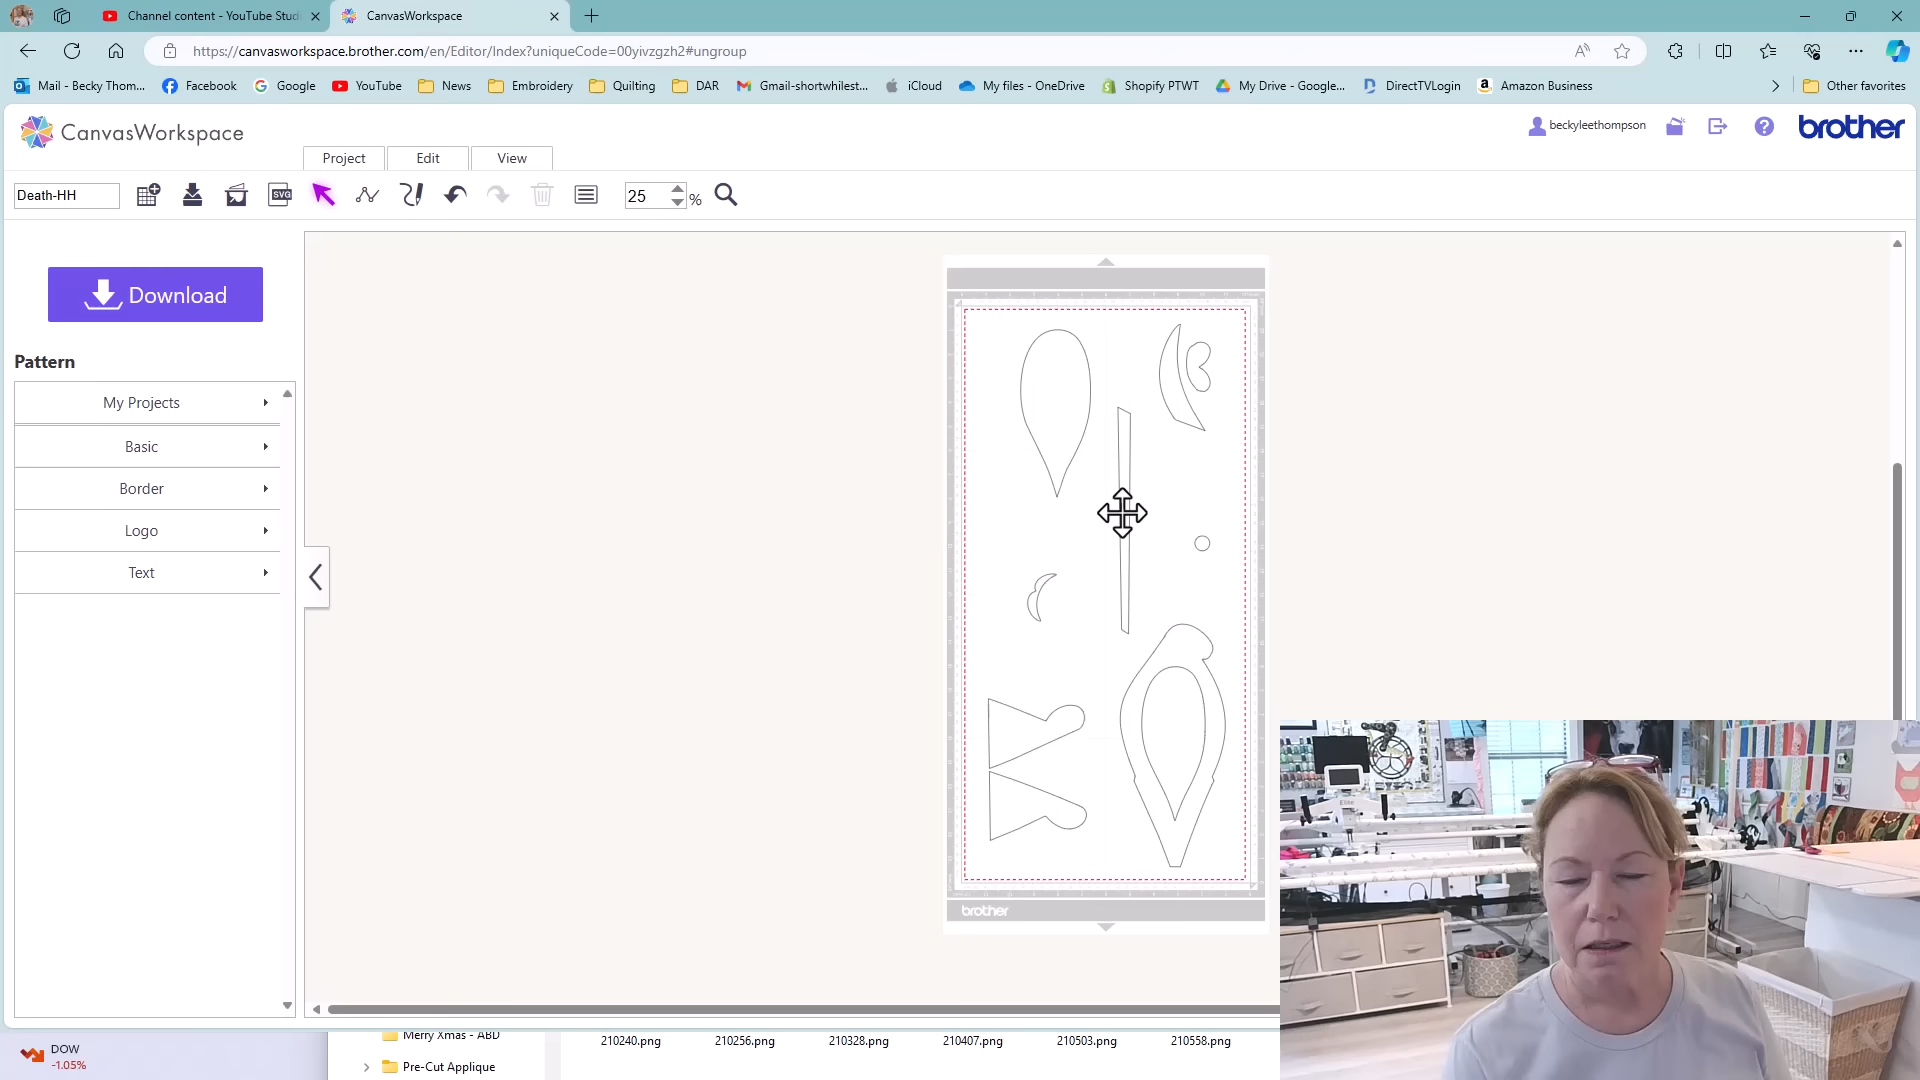 Channel content - YouTube Stud
CanvasWorkspace
https://canvasworkspace.brother.com/en/Editor/Index?uniqueCode=00yivzgzh2#ungroup
Mail - Becky Thom...
Facebook
Google
YouTube
News
Embroidery
Quilting
DAR
Gmail-shortwhilest...
iCloud
My files - OneDrive
Shopify PTWT
My Drive - Google...
DirectTVLogin
Amazon Business
Other favorites
CanvasWorkspace
beckyleethompson
brother
Project
Edit
View
Death-HH
SVG
25
%
Download
Pattern
My Projects
Basic
Border
Logo
Text
brother
DOW
-1.05%
Merry Xmas - ABD
Pre-Cut Applique
210240.png
210256.png
210328.png
210407.png
210503.png
210558.png
Elite